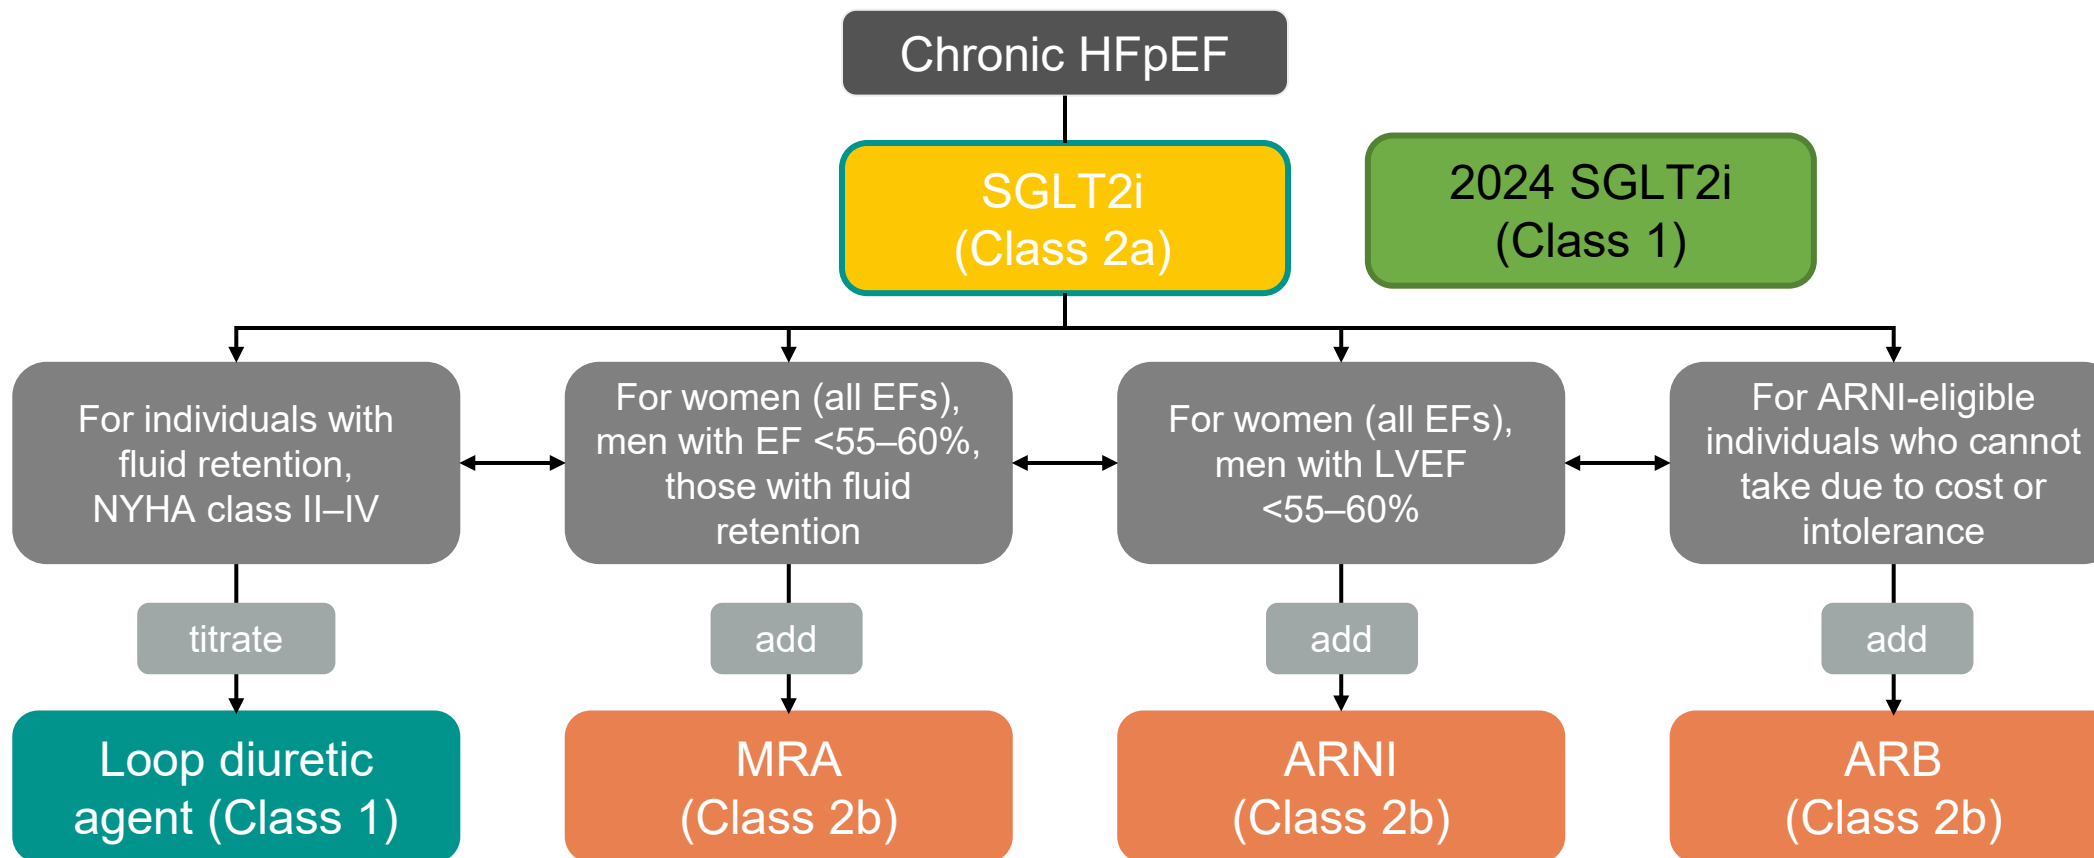 Chronic HFpEF
SGLT2i
(Class 2a)
2024 SGLT2i
(Class 1)
For individuals with
fluid retention,
NYHA class II–IV
For women (all EFs),
men with EF <55–60%,
those with fluid
retention
For women (all EFs),
men with LVEF
<55–60%
For ARNI-eligible
individuals who cannot
take due to cost or
intolerance
titrate
add
add
add
Loop diuretic
agent (Class 1)
MRA
(Class 2b)
ARNI
(Class 2b)
ARB
(Class 2b)